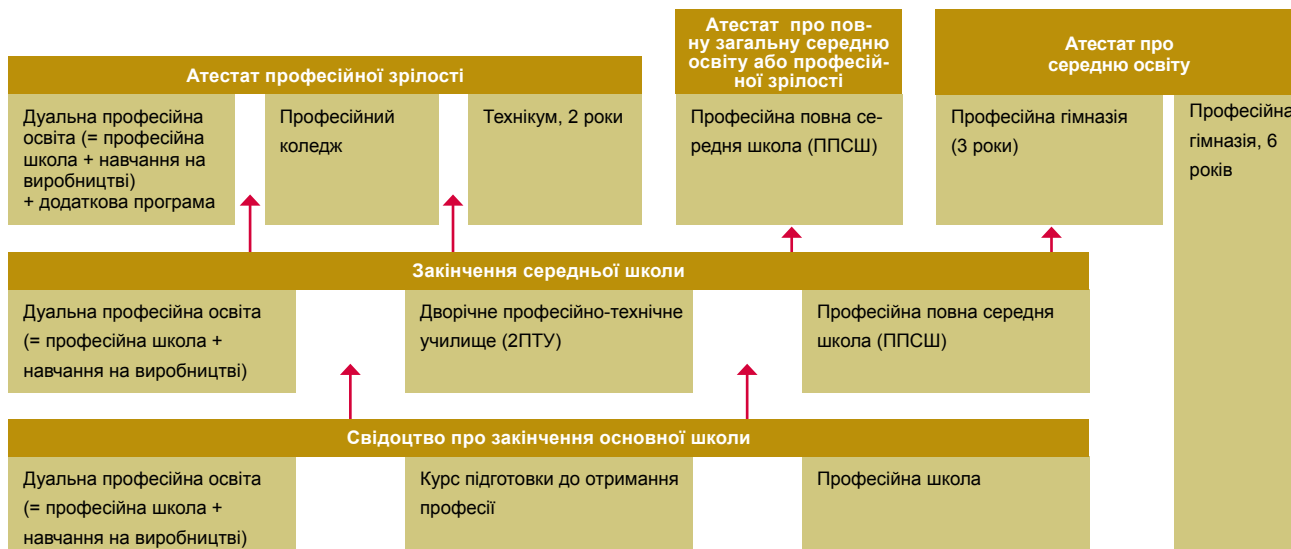 Атестат професійної зрілості
Атестат про пов-
ну загальну середню
освіту або професій-
ної зрілості
Атестат про
середню освіту
Дуальна професійна
освіта (= професійна
школа + навчання на
виробництві)
+ додаткова програма
Професійний
коледж
Технікум, 2 роки
Професійна повна се-
редня школа (ППСШ)
Професійна гімназія
(3 роки)
Професійна
гімназія, 6
років
Закінчення середньої школи
Дуальна професійна освіта
(= професійна школа +
навчання на виробництві)
Дворічне професійно-технічне
училище (2ПТУ)
Професійна повна середня
школа (ППСШ)
Свідоцтво про закінчення основної школи
Дуальна професійна освіта
(= професійна школа +
навчання на виробництві)
Курс підготовки до отримання
професії
Професійна школа